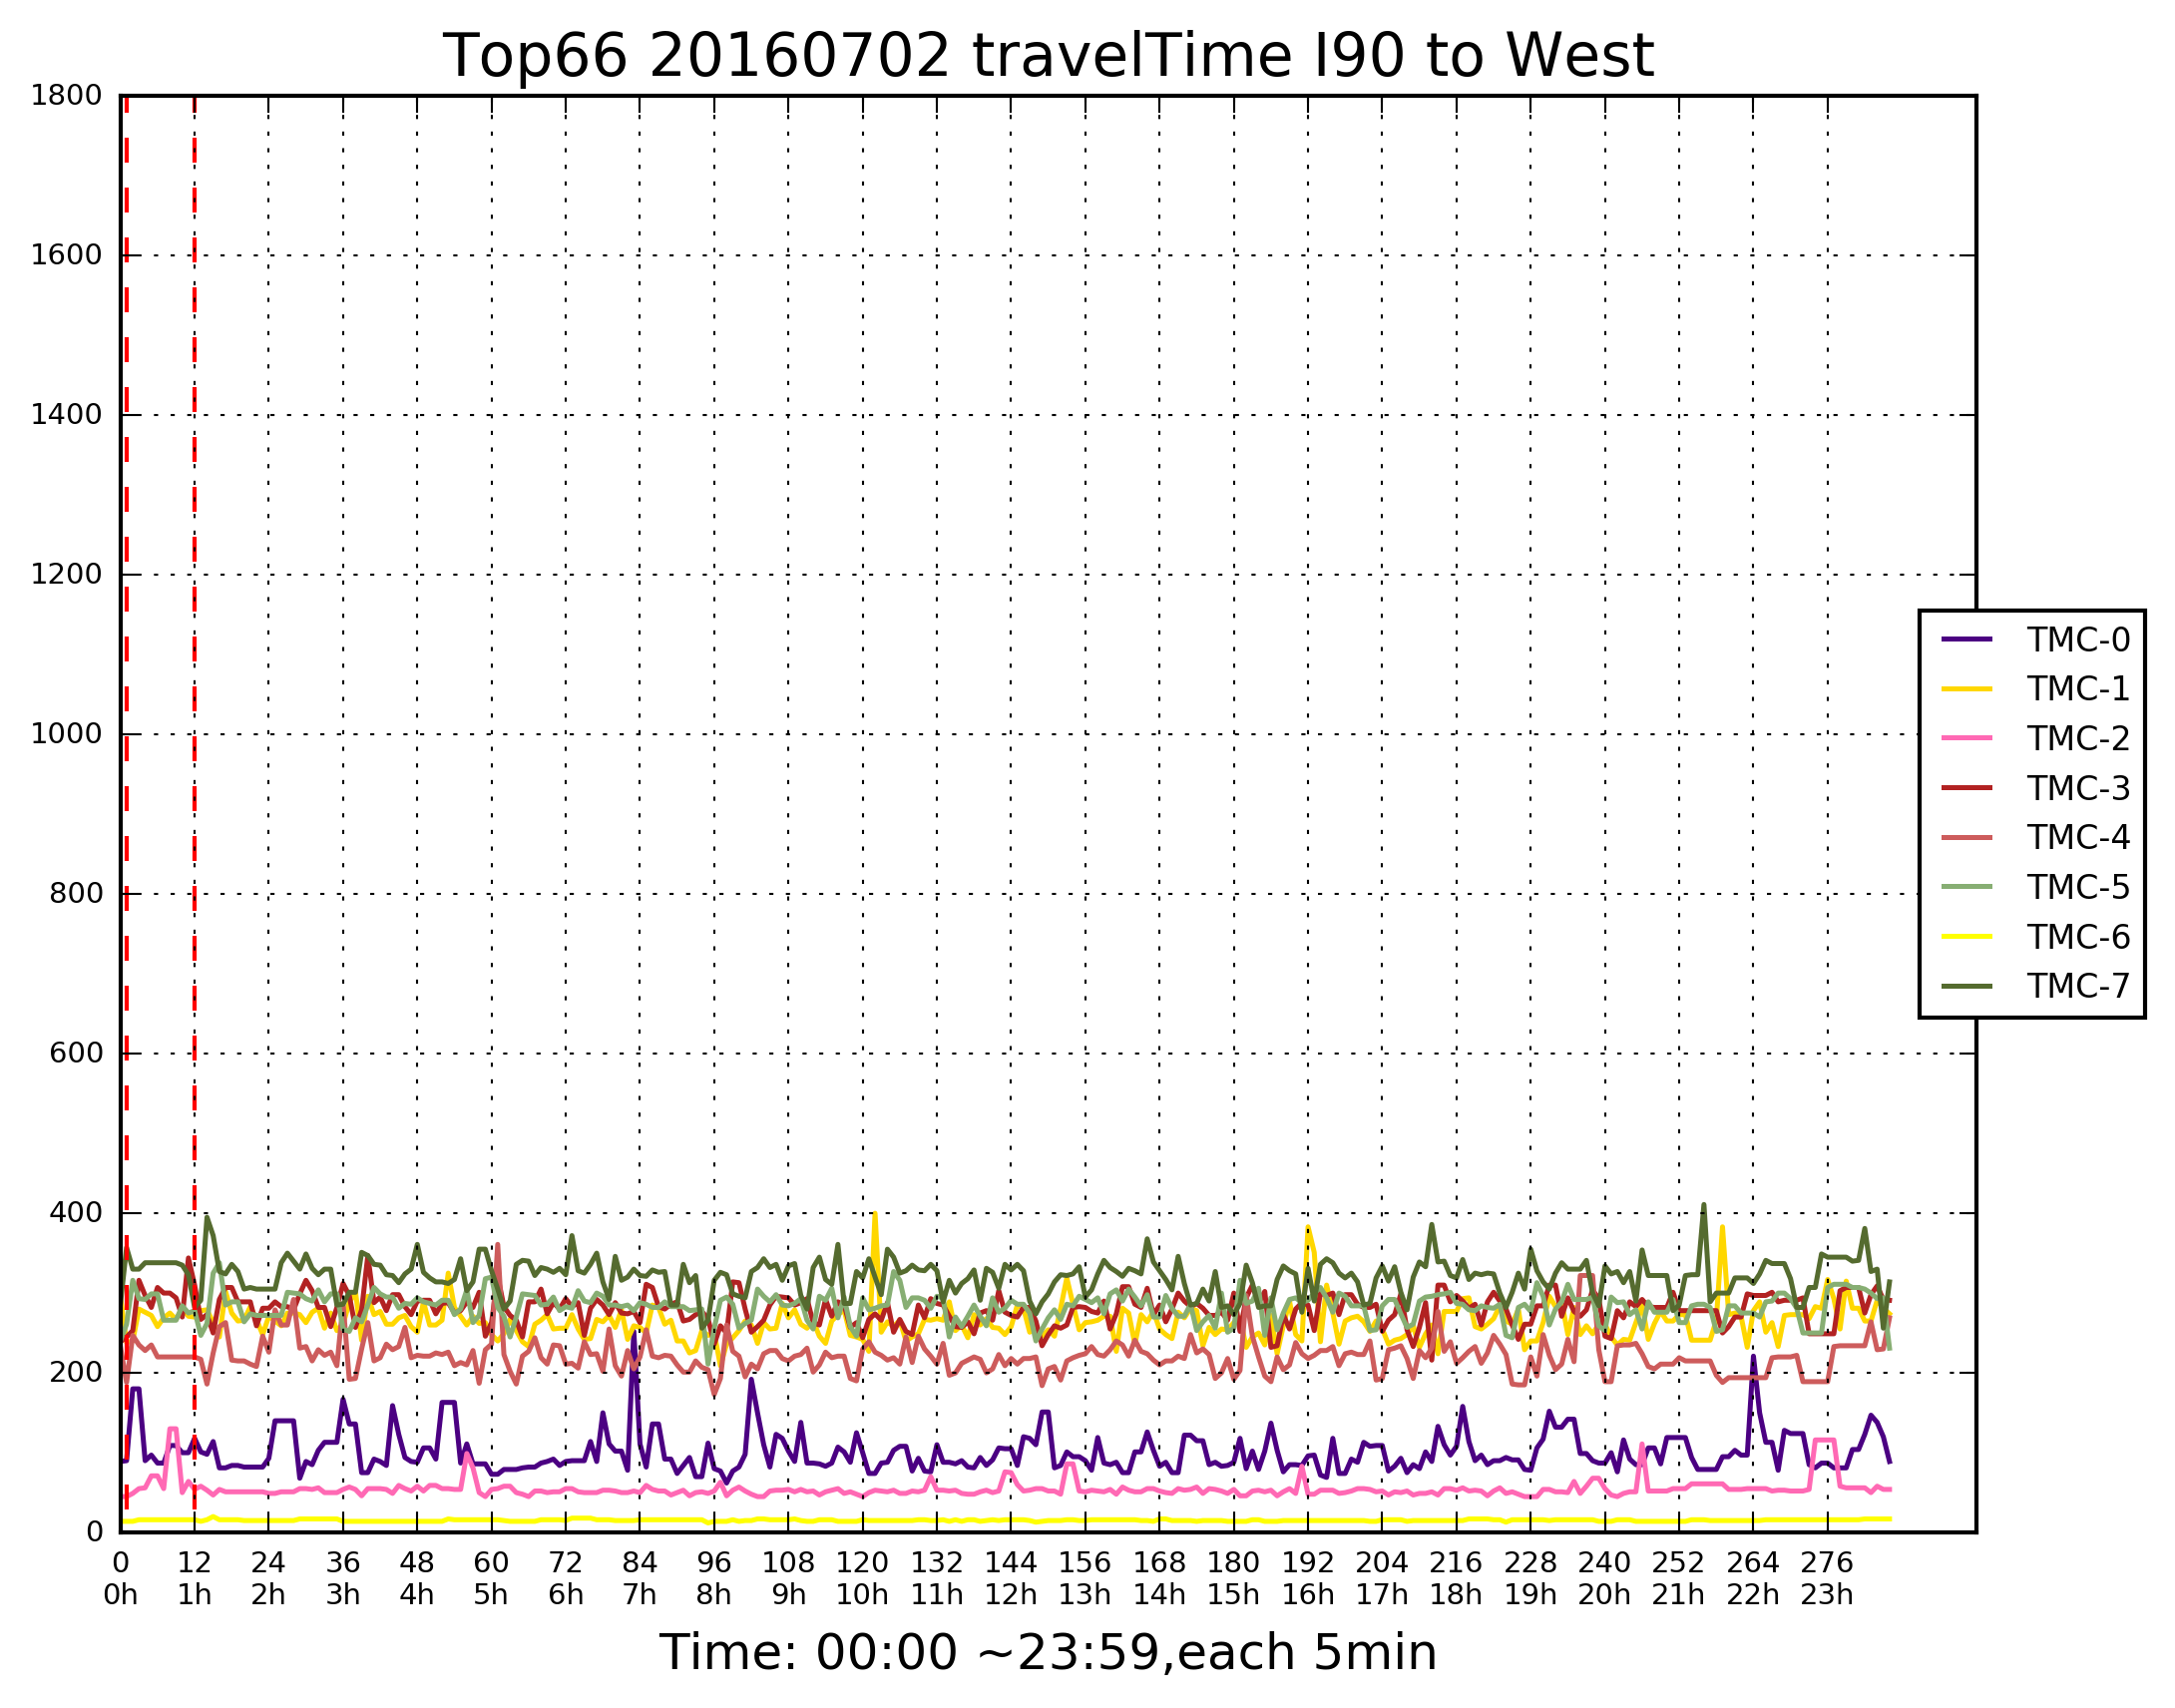 Top66 20160702 travelTime I90 to West
1800
1600
1400
1200
1000
800
600
400
200
0
TMC-0
TMC-1
TMC-2
TMC-3
TMC-4
TMC-5
TMC-6
TMC-7
0 12 24 36 48 60 72 84 96 108 120 132 144 156 168 180 192 204 216 228 240 252 264 276
0h 1h 2h 3h 4h 5h 6h 7h 8h 9h 10h 11h 12h 13h 14h 15h 16h 17h 18h 19h 20h 21h 22h 23h
Time: 00:00 ~23:59,each 5min